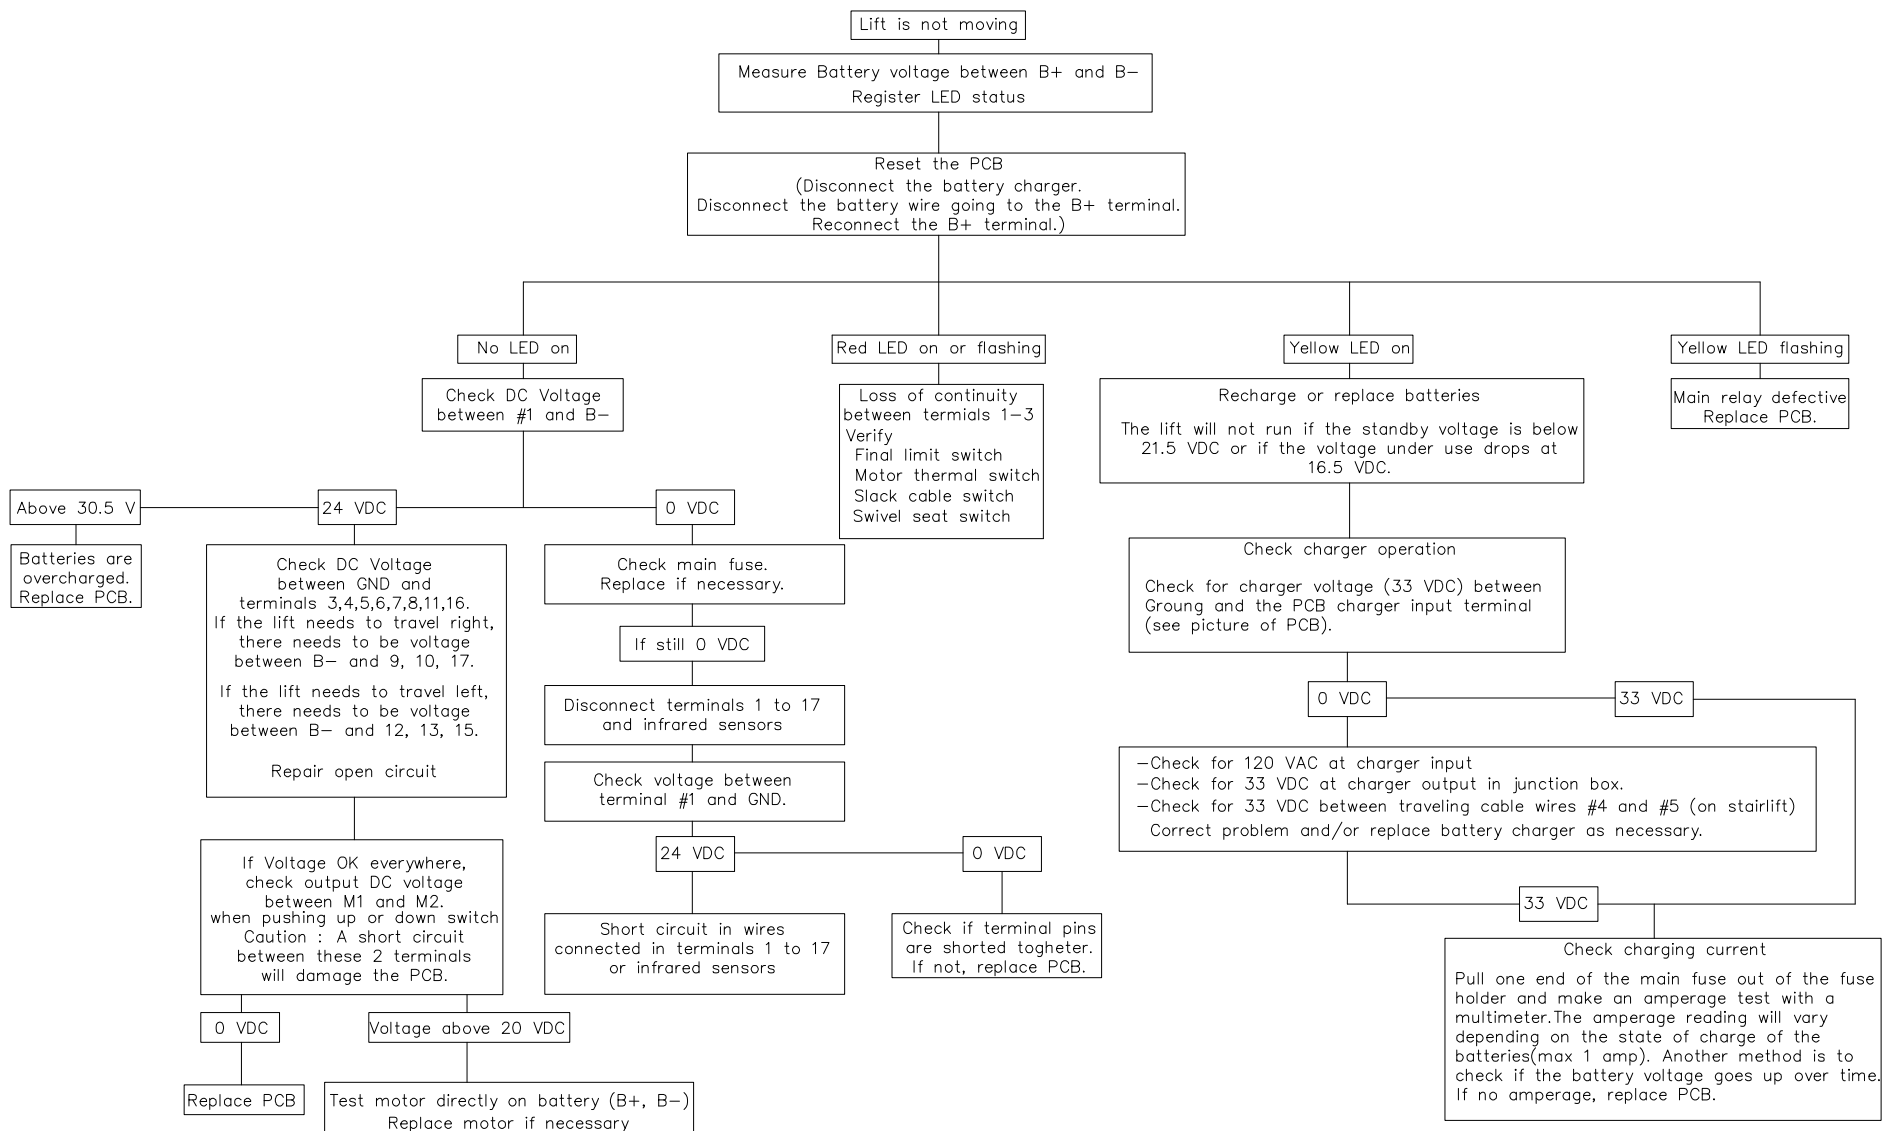 Lift is not moving
Measure Battery voltage between B+ and B-
Register LED status
Reset the PCB
(Disconnect the battery charger.
Disconnect the battery wire going to the B+ terminal.
Reconnect the B+ terminal.)
No LED on
Check DC Voltage
between #1 and B-
Above 30.5 V
Batteries are
overcharged.
Replace PCB.
24 VDC
Check DC Voltage
between GND and
terminals 3,4,5,6,7,8,11,16.
If the lift needs to travel right,
there needs to be voltage
between B- and 9, 10, 17.
If the lift needs to travel left,
there needs to be voltage
between B- and 12, 13, 15.
Repair open circuit
If Voltage OK everywhere,
check output DC voltage
between M1 and M2.
when pushing up or down switch
Caution : A short circuit
between these 2 terminals
will damage the PCB.
0 VDC
Replace PCB
Voltage above 20 VDC
Test motor directly on battery (B+, B-)
Replace motor if necessary
0 VDC
Check main fuse.
Replace if necessary.
If still 0 VDC
Disconnect terminals 1 to 17
and infrared sensors
Check voltage between
terminal #1 and GND.
24 VDC
Short circuit in wires
connected in terminals 1 to 17
or infrared sensors
0 VDC
Check if terminal pins
are shorted togheter.
If not, replace PCB.
Red LED on or flashing
Loss of continuity
between termials 1-3
Verify
Final limit switch
Motor thermal switch
Slack cable switch
Swivel seat switch
Yellow LED on
Recharge or replace batteries
The lift will not run if the standby voltage is below
21.5 VDC or if the voltage under use drops at
16.5 VDC.
Check charger operation
Check for charger voltage (33 VDC) between
Groung and the PCB charger input terminal
(see picture of PCB).
0 VDC
33 VDC
-Check for 120 VAC at charger input
-Check for 33 VDC at charger output in junction box.
-Check for 33 VDC between traveling cable wires #4 and #5 (on stairlift)
Correct problem and/or replace battery charger as necessary.
33 VDC
Check charging current
Pull one end of the main fuse out of the fuse
holder and make an amperage test with a
multimeter.The amperage reading will vary
depending on the state of charge of the
batteries(max 1 amp). Another method is to
check if the battery voltage goes up over time.
If no amperage, replace PCB.
Yellow LED flashing
Main relay defective
Replace PCB.